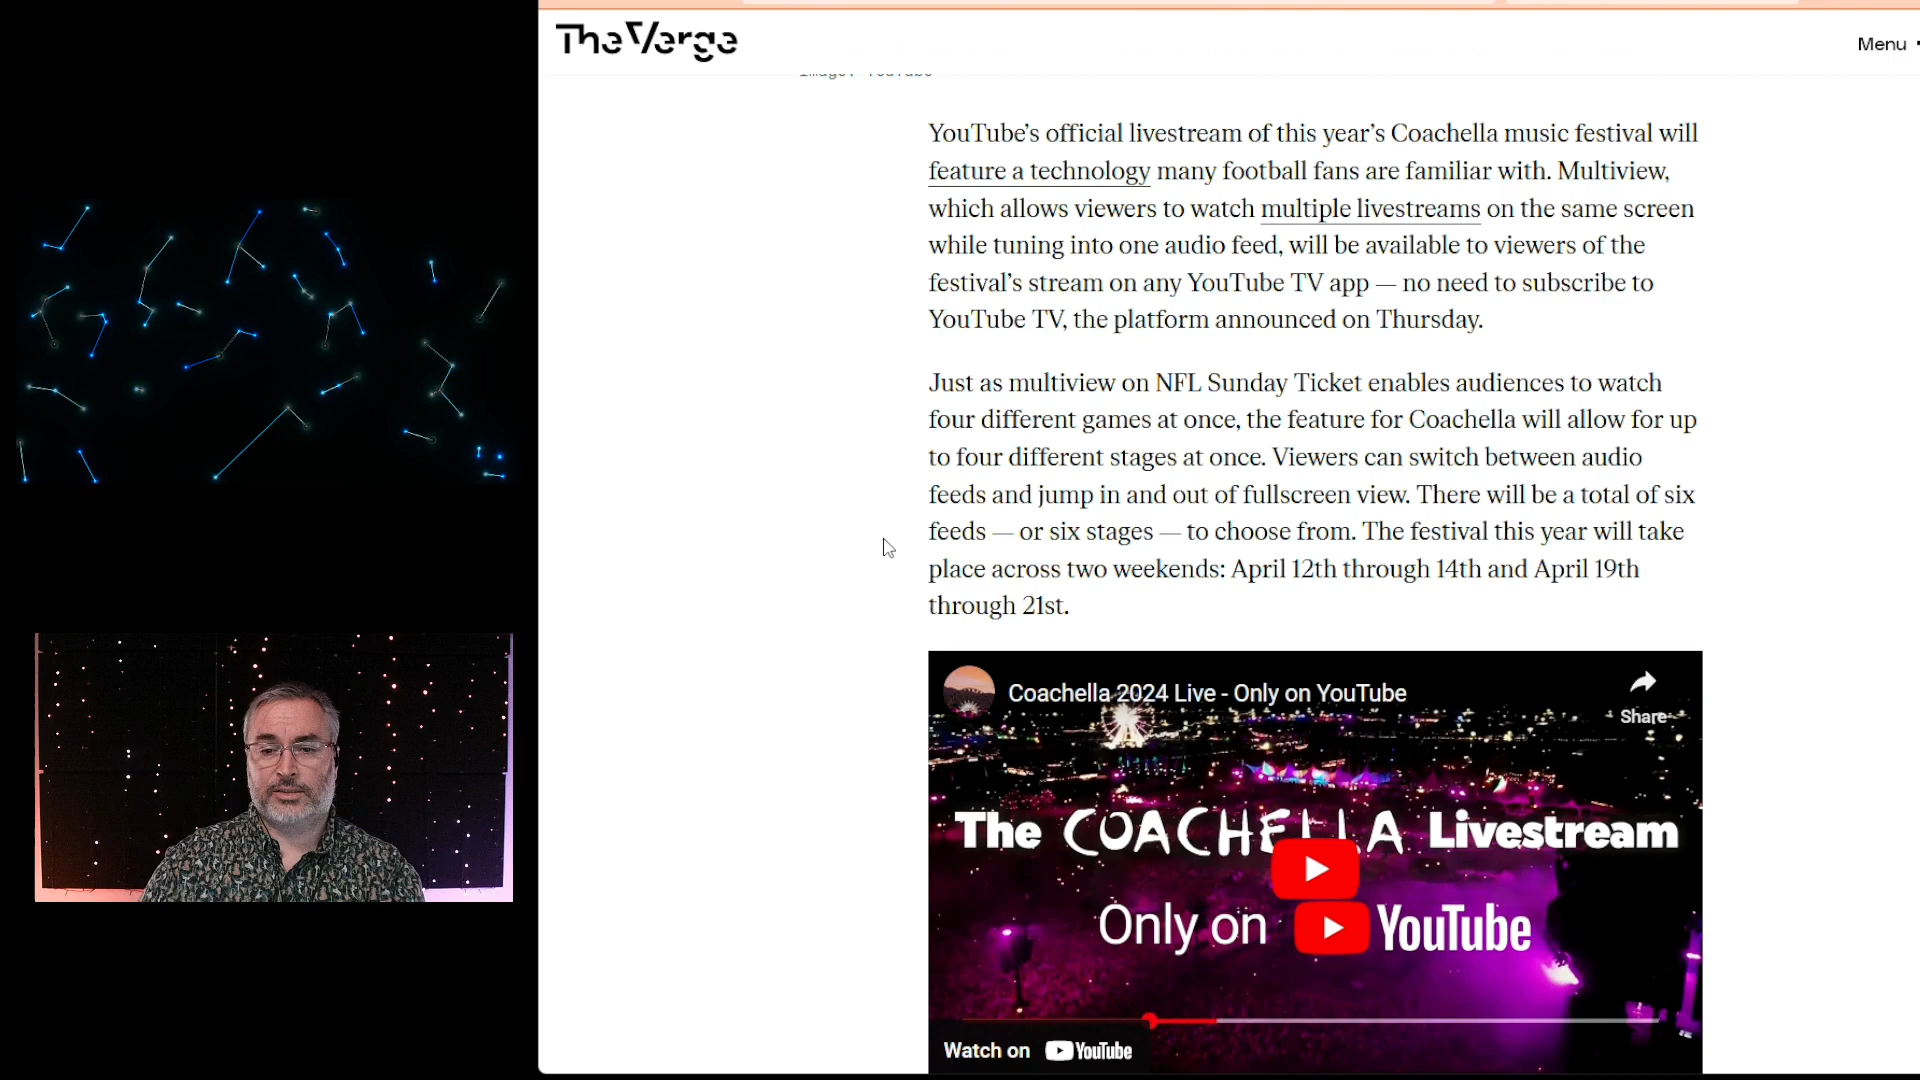 The Verge
Menu
Image: YouTube
YouTube’s official livestream of this year’s Coachella music festival will
feature a technology many football fans are familiar with. Multiview,
which allows viewers to watch multiple livestreams on the same screen
while tuning into one audio feed, will be available to viewers of the
festival’s stream on any YouTube TV app — no need to subscribe to
YouTube TV, the platform announced on Thursday.
Just as multiview on NFL Sunday Ticket enables audiences to watch
four different games at once, the feature for Coachella will allow for up
to four different stages at once. Viewers can switch between audio
feeds and jump in and out of fullscreen view. There will be a total of six
feeds — or six stages — to choose from. The festival this year will take
place across two weekends: April 12th through 14th and April 19th
through 21st.
Coachella 2024 Live - Only on YouTube
Share
The COACHELLA Livestream
Only on YouTube
Watch on YouTube